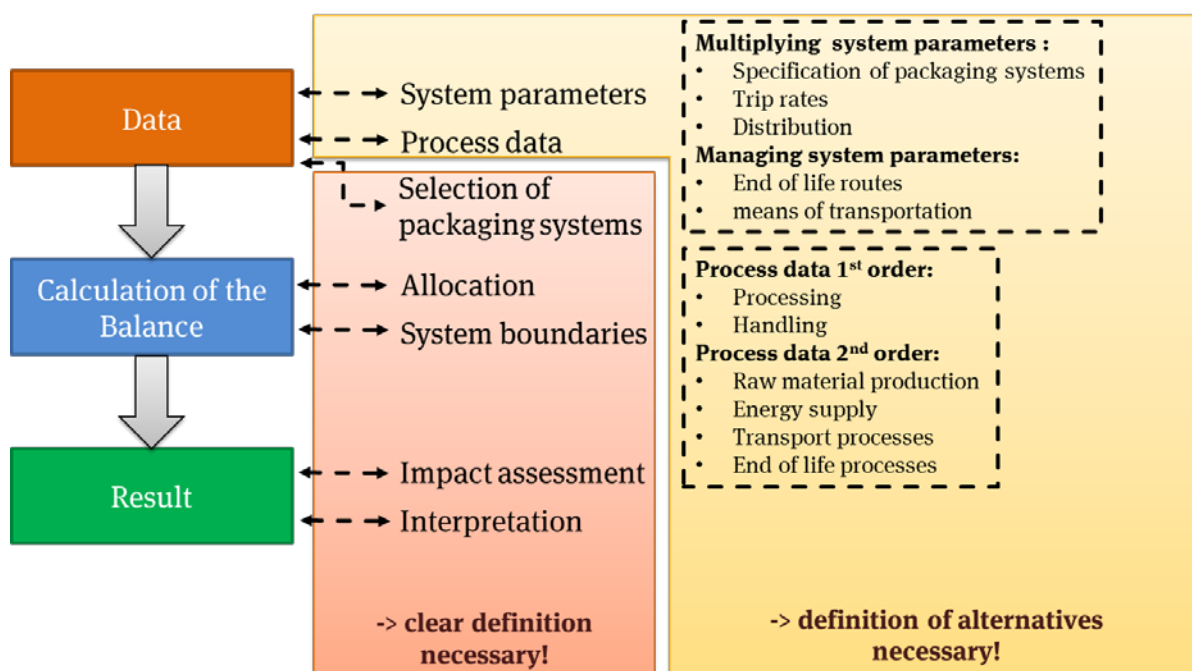 Data
Calculation of the
Balance
Result
System parameters
Process data
Selection of
packaging systems
Allocation
System boundaries
Impact assessment
Interpretation
-> clear definition
necessary!
Multiplying system parameters :
• Specification of packaging systems
• Trip rates
• Distribution
Managing system parameters:
• End of life routes
• means of transportation
Process data 1st order:
• Processing
• Handling
Process data 2nd order:
• Raw material production
• Energy supply
• Transport processes
• End of life processes
-> definition of alternatives
necessary!